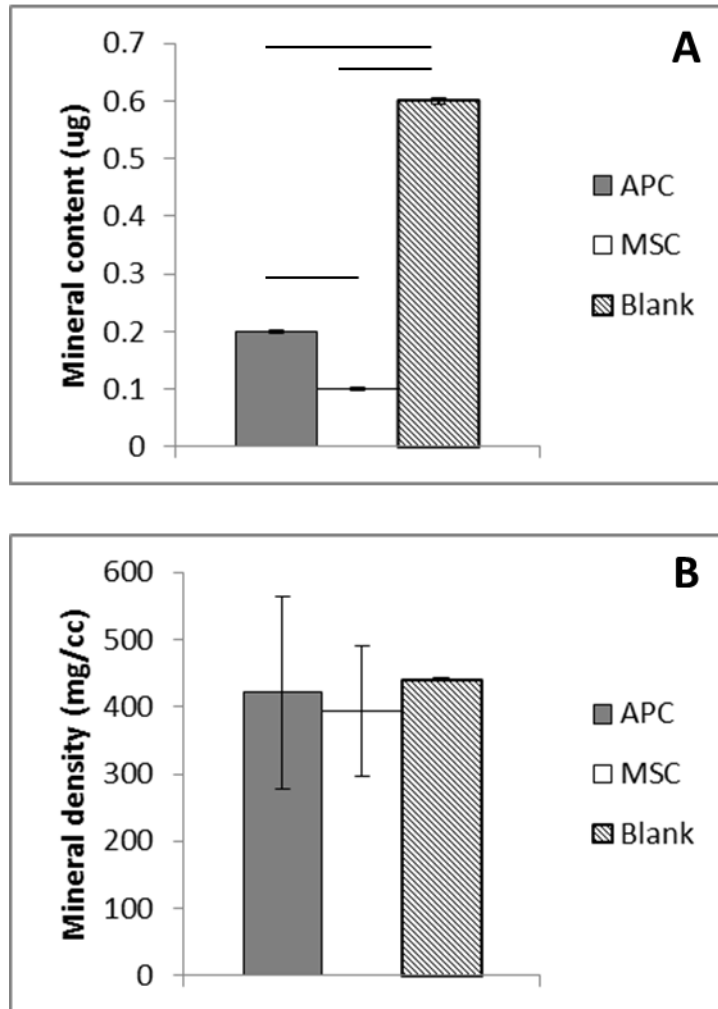 A
Mineral content (ug)
0.7
0.6
0.5
0.4
0.3
0.2
0.1
0
APC
MSC
Blank
B
Mineral density (mg/cc)
600
500
400
300
200
100
0
APC
MSC
Blank